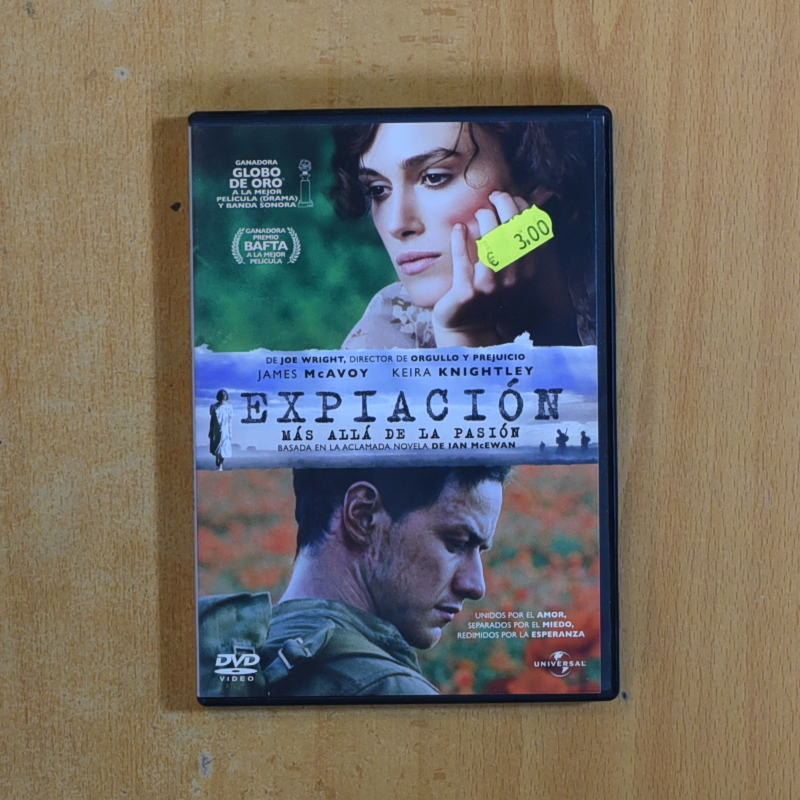 GANADORA
GLOBO
DE ORO
A LA MEJOR
PELÍCULA (DRAMA)
Y BANDA SONORA
GANADORA
PREMIO
BAFTA
A LA MEJOR
PELÍCULA
€ 3.00
DE JOE WRIGHT, DIRECTOR DE ORGULLO Y PREJUICIO
JAMES McAVOY KEIRA KNIGHTLEY
EXPIACIÓN
MÁS ALLÁ DE LA PASIÓN
BASADA EN LA ACLAMADA NOVELA DE IAN McEWAN
UNIDOS POR EL AMOR,
SEPARADOS POR EL MIEDO,
REDIMIDOS POR LA ESPERANZA
DVD
VIDEO
UNIVERSAL